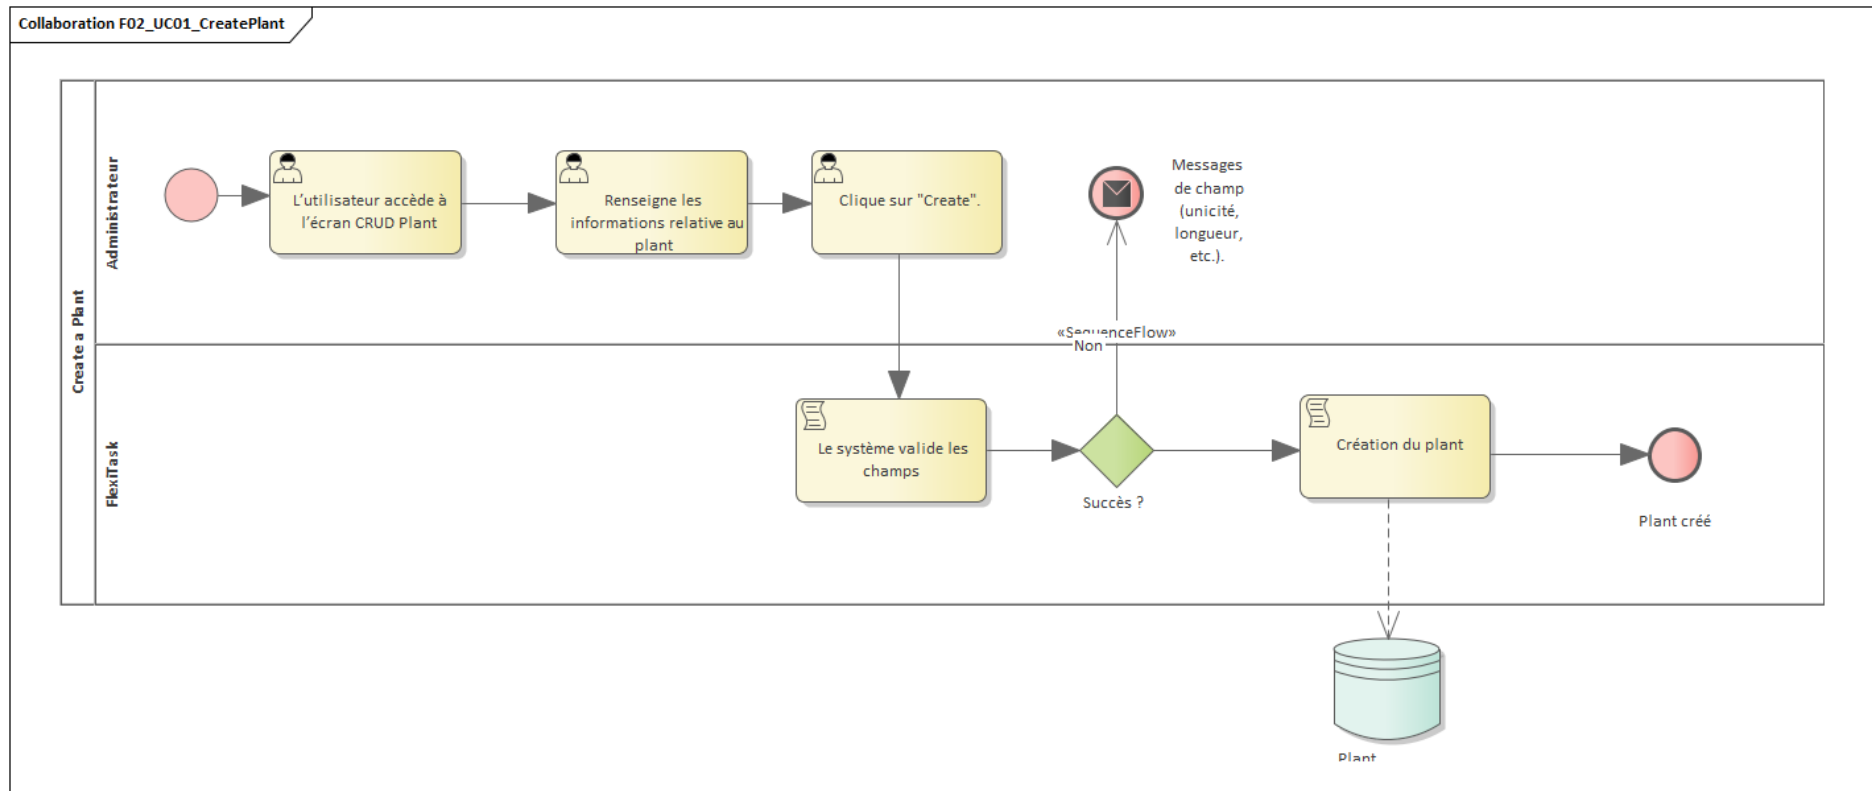 Collaboration F02_UC01_CreatePlant
Create a Plant
Administrateur
L’utilisateur accède à
l’écran CRUD Plant
Renseigne les
informations relative au
plant
Clique sur "Create".
Messages
de champ
(unicité,
longueur,
etc.).
«SequenceFlow»
Non
FlexiTask
Le système valide les
champs
Succès ?
Création du plant
Plant créé
Plant